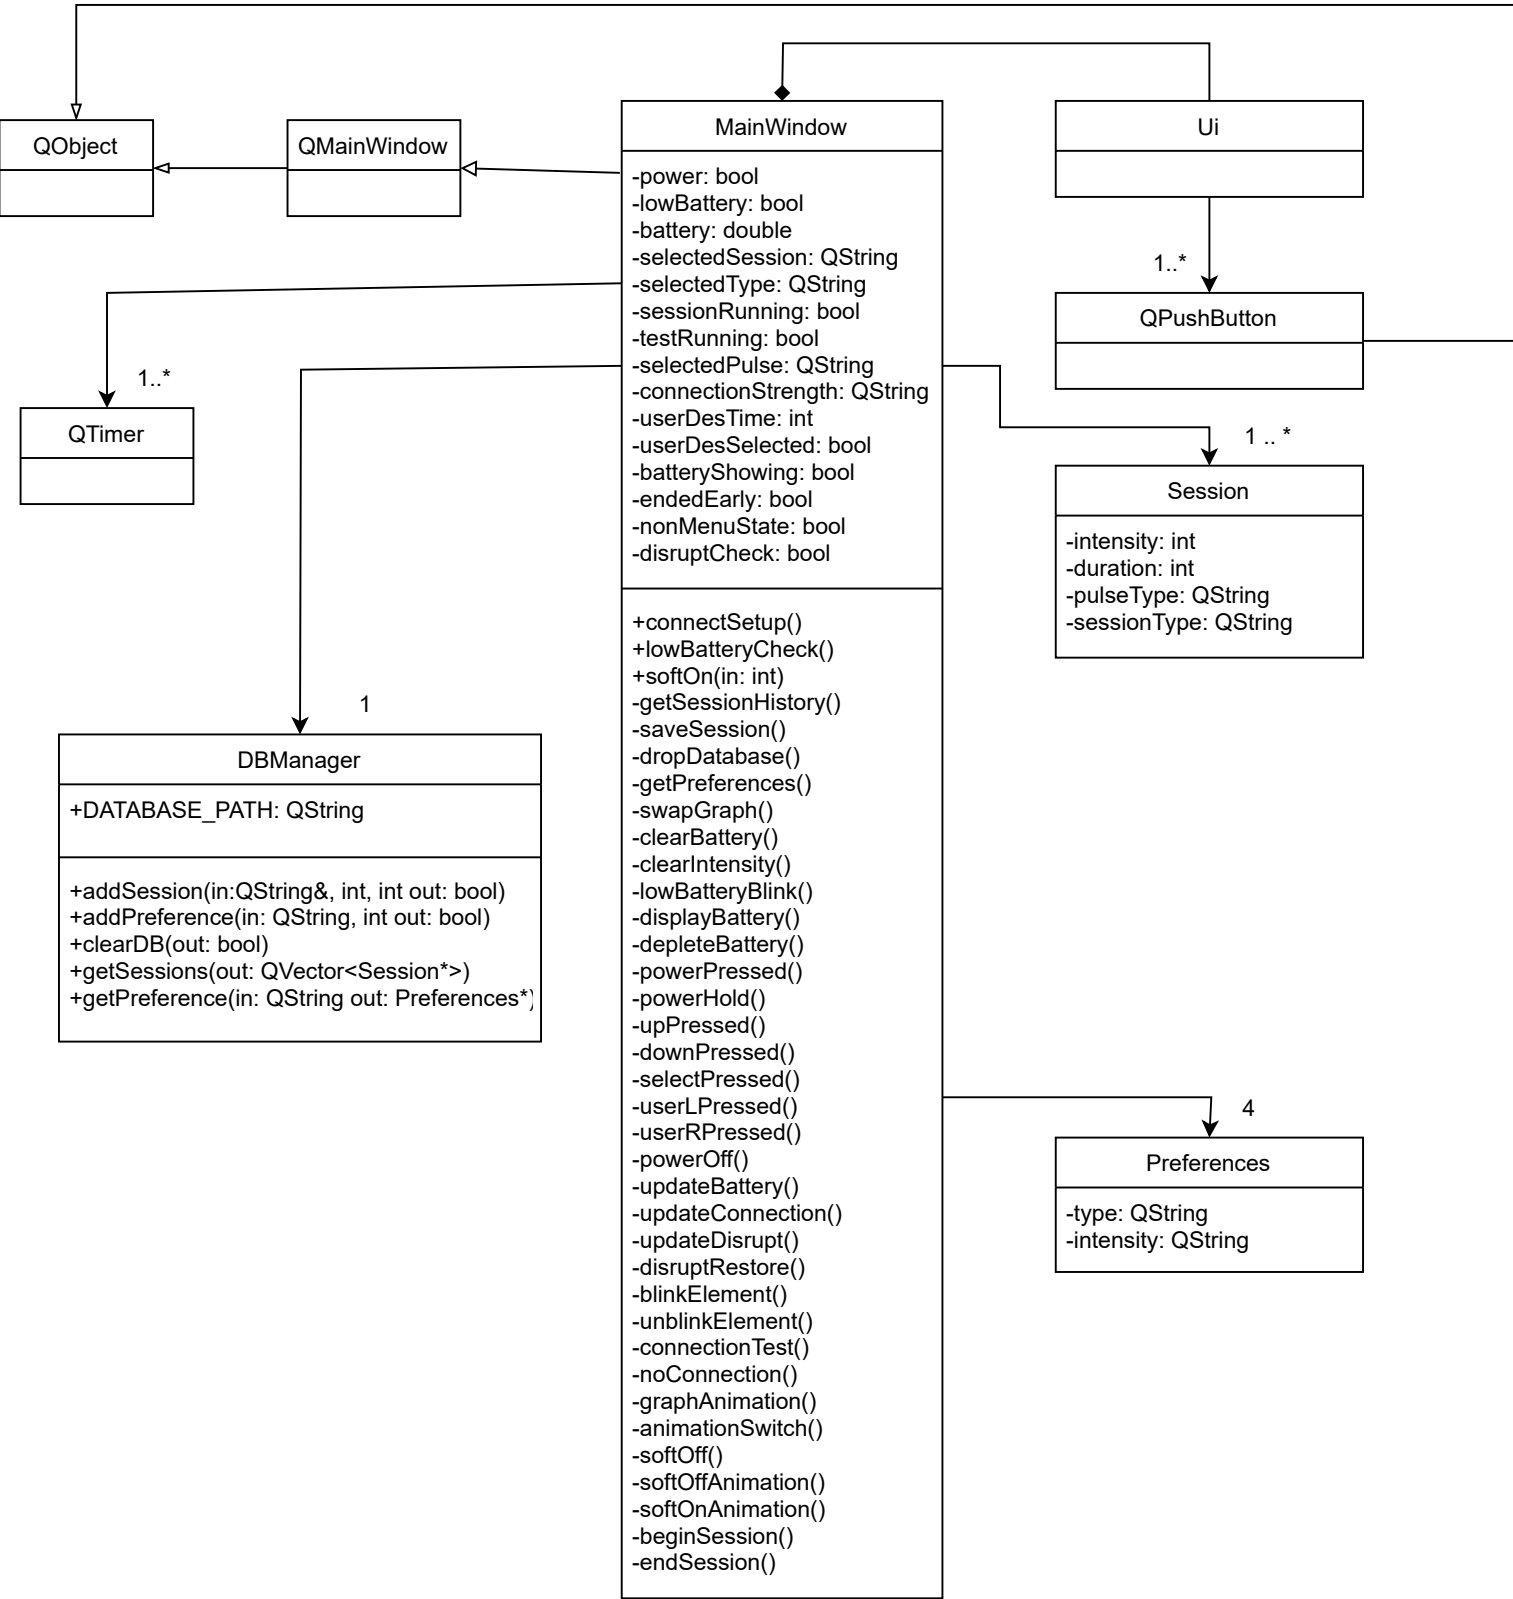 QObject
QMainWindow
MainWindow
-power: bool
-lowBattery: bool
-battery: double
-selectedSession: QString
-selectedType: QString
-sessionRunning: bool
-testRunning: bool
-selectedPulse: QString
-connectionStrength: QString
-userDesTime: int
-userDesSelected: bool
-batteryShowing: bool
-endedEarly: bool
-nonMenuState: bool
-disruptCheck: bool
+connectSetup()
+lowBatteryCheck()
+softOn(in: int)
-getSessionHistory()
-saveSession()
-dropDatabase()
-getPreferences()
-swapGraph()
-clearBattery()
-clearIntensity()
-lowBatteryBlink()
-displayBattery()
-depleteBattery()
-powerPressed()
-powerHold()
-upPressed()
-downPressed()
-selectPressed()
-userLPressed()
-userRPressed()
-powerOff()
-updateBattery()
-updateConnection()
-updateDisrupt()
-disruptRestore()
-blinkElement()
-unblinkElement()
-connectionTest()
-noConnection()
-graphAnimation()
-animationSwitch()
-softOff()
-softOffAnimation()
-softOnAnimation()
-beginSession()
-endSession()
Ui
1..*
QPushButton
1..*
QTimer
1 .. *
Session
-intensity: int
-duration: int
-pulseType: QString
-sessionType: QString
1
DBManager
+DATABASE_PATH: QString
+addSession(in:QString&, int, int out: bool)
+addPreference(in: QString, int out: bool)
+clearDB(out: bool)
+getSessions(out: QVector<Session*>)
+getPreference(in: QString out: Preferences*)
4
Preferences
-type: QString
-intensity: QString